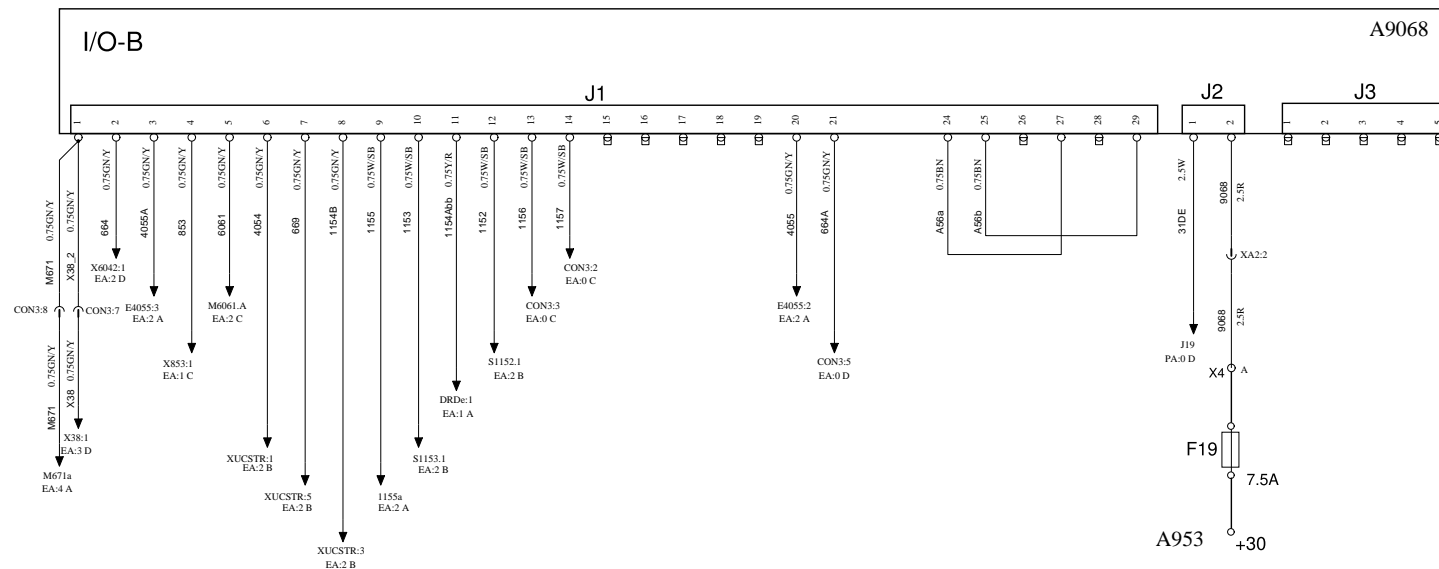 I/O-B
A9068
J1
J2
J3
1 2 3 4 5 6 7 8 9 10 11 12 13 14 15 16 17 18 19 20 21 24 25 26 27 28 29
1 2
1 2 3 4 5
0.75GN/Y
0.75GN/Y
0.75GN/Y
0.75GN/Y
0.75GN/Y
0.75GN/Y
0.75GN/Y
0.75GN/Y
0.75GN/Y
0.75W/SB
0.75W/SB
0.75Y/R
0.75W/SB
0.75W/SB
0.75W/SB
0.75GN/Y
0.75GN/Y
0.75BN
0.75BN
2.5W
9068
2.5R
M671
X38_2
664
4055A
853
6061
4054
669
1154B
1155
1153
1154Abb
1152
1156
1157
4055
664A
A56a
A56b
31DE
X6042:1
EA:2 D
CON3:2
EA:0 C
XA2:2
CON3:8
CON3:7
E4055:3
EA:2 A
M6061.A
EA:2 C
CON3:3
EA:0 C
E4055:2
EA:2 A
9068
2.5R
M671
0.75GN/Y
X38
0.75GN/Y
X853:1
EA:1 C
S1152.1
EA:2 B
CON3:5
EA:0 D
J19
PA:0 D
X4
A
DRDe:1
EA:1 A
X38:1
EA:3 D
M671a
EA:4 A
XUCSTR:1
EA:2 B
S1153.1
EA:2 B
F19
7.5A
XUCSTR:5
EA:2 B
1155a
EA:2 A
XUCSTR:3
EA:2 B
A953
+30